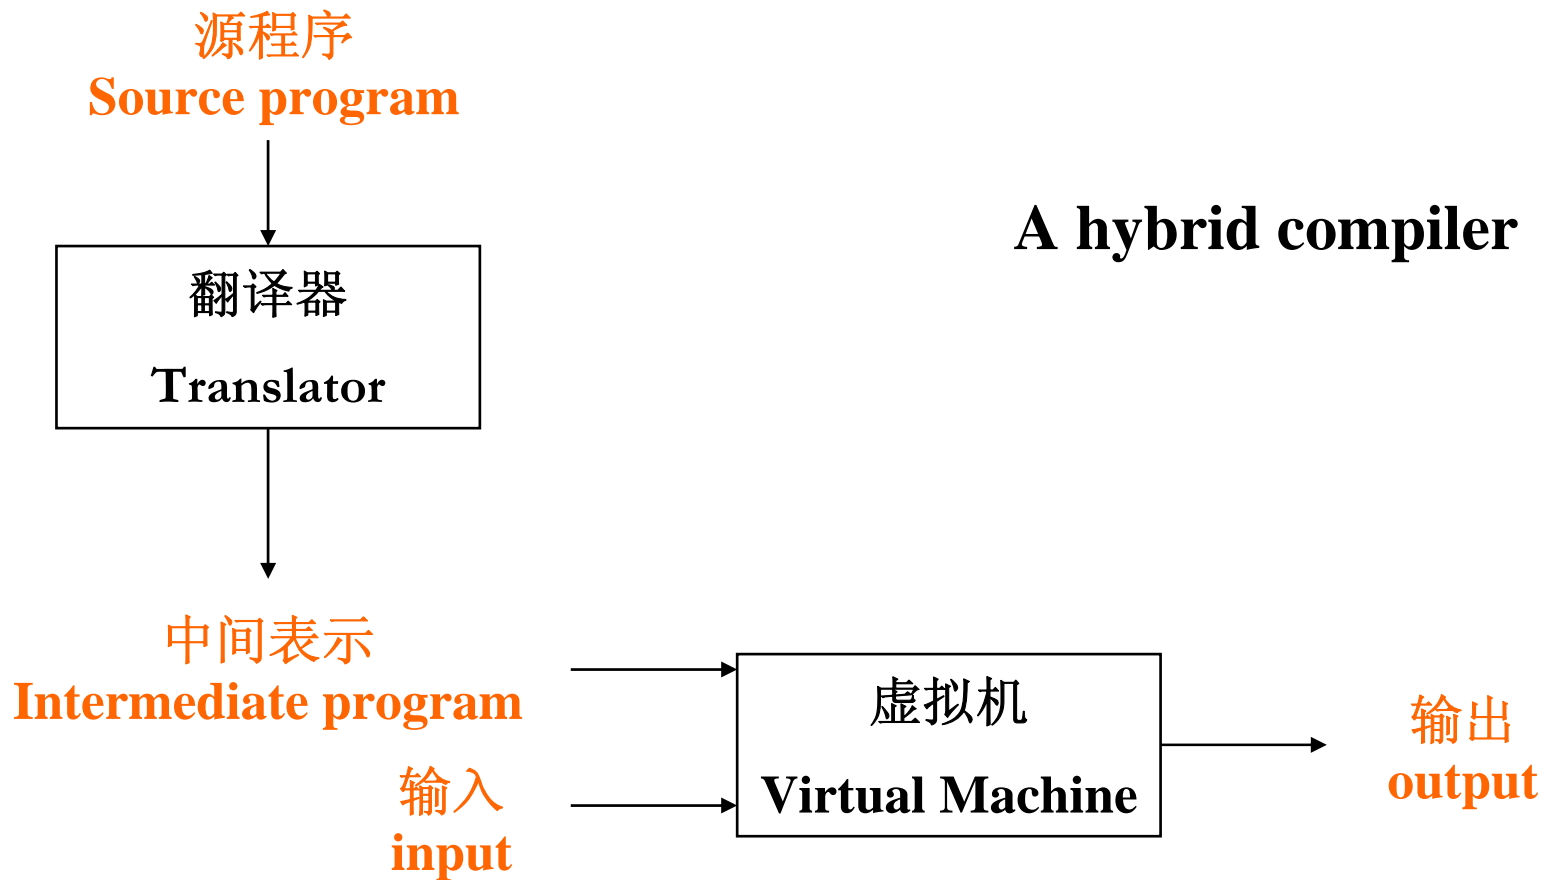 源程序
Source program
A hybrid compiler
翻译器
Translator
中间表示
Intermediate program
虚拟机
Virtual Machine
输入
input
输出
output